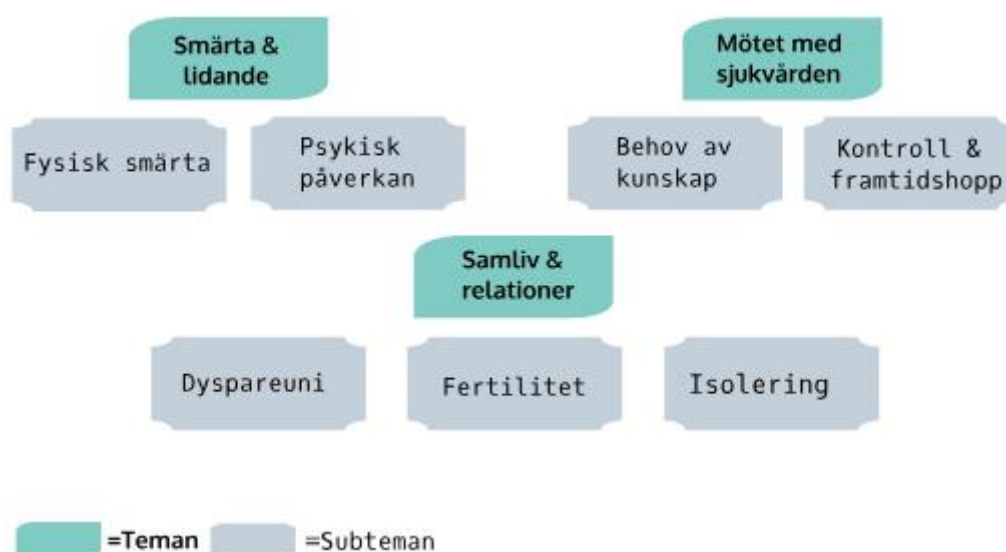 Smärta &
lidande
Mötet med
sjukvården
Fysisk smärta
Psykisk
påverkan
Behov av
kunskap
Kontroll &
framtidshopp
Samliv &
relationer
Dyspareuni
Fertilitet
Isolering
=Teman
=Subteman